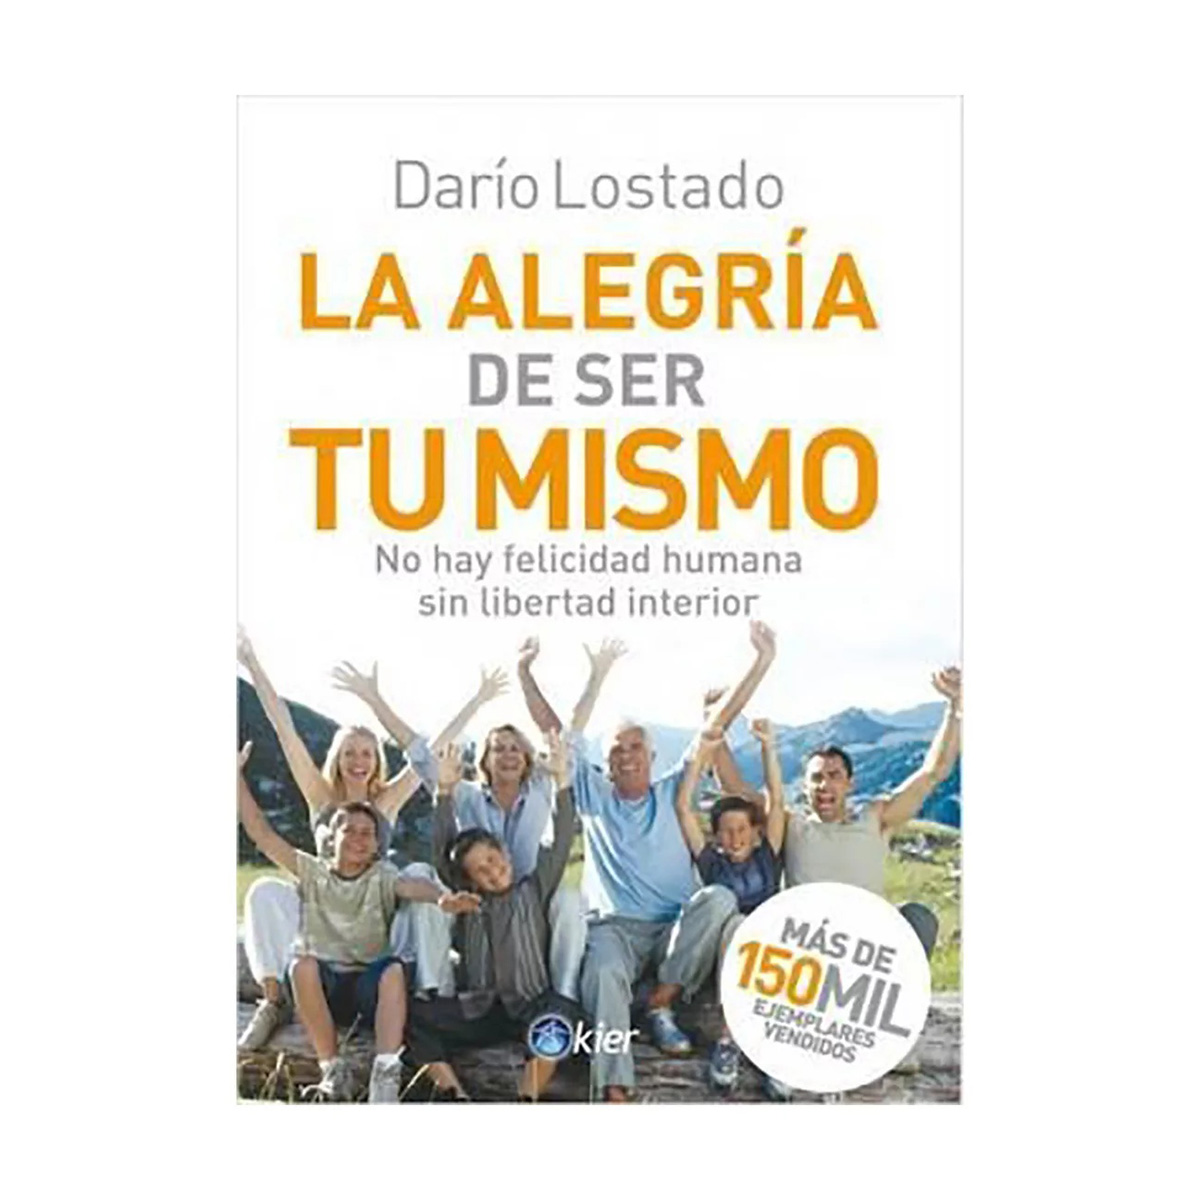 Darío Lostado
LA ALEGRÍA
DE SER
TU MISMO
No hay felicidad humana
sin libertad interior
MÁS DE
150MIL
EJEMPLARES
VENDIDOS
kier